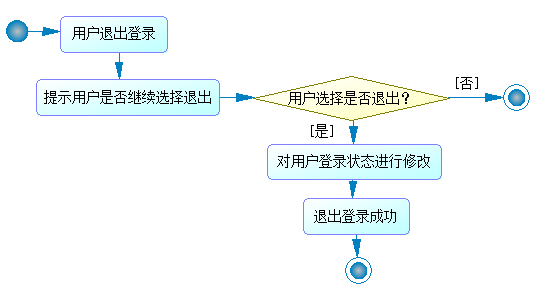 用户退出登录
提示用户是否继续选择退出
用户选择是否退出？
[否]
[是]
对用户登录状态进行修改
退出登录成功